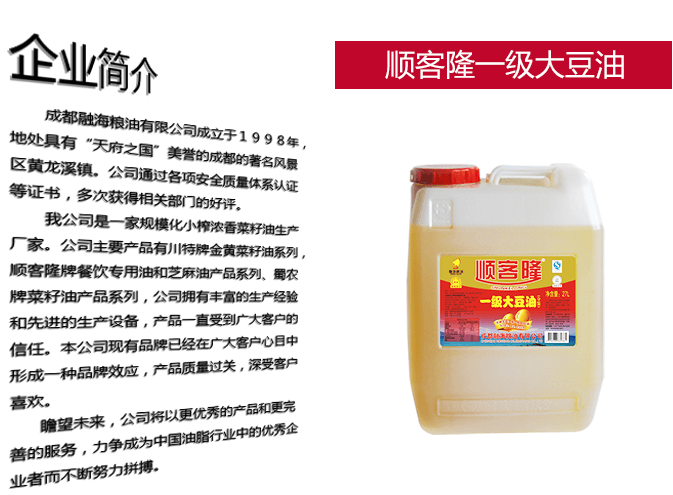 企业简介
成都融海粮油有限公司成立于1998年，
地处具有“天府之国”美誉的成都的著名风景
区黄龙溪镇。公司通过各项安全质量体系认证
等证书，多次获得相关部门的好评。
我公司是一家规模化小榨浓香菜籽油生产
厂家。公司主要产品有川特牌金黄菜籽油系列，
顺客隆牌餐饮专用油和芝麻油产品系列、蜀农
牌菜籽油产品系列，公司拥有丰富的生产经验
和先进的生产设备，产品一直受到广大客户的
信任。本公司现有品牌已经在广大客户心目中
形成一种品牌效应，产品质量过关，深受客户
喜欢。
瞻望未来，公司将以更优秀的产品和更完
善的服务，力争成为中国油脂行业中的优秀企
业者而不断努力拼搏。
顺客隆一级大豆油
顺客隆
净含量：27L
一级大豆油